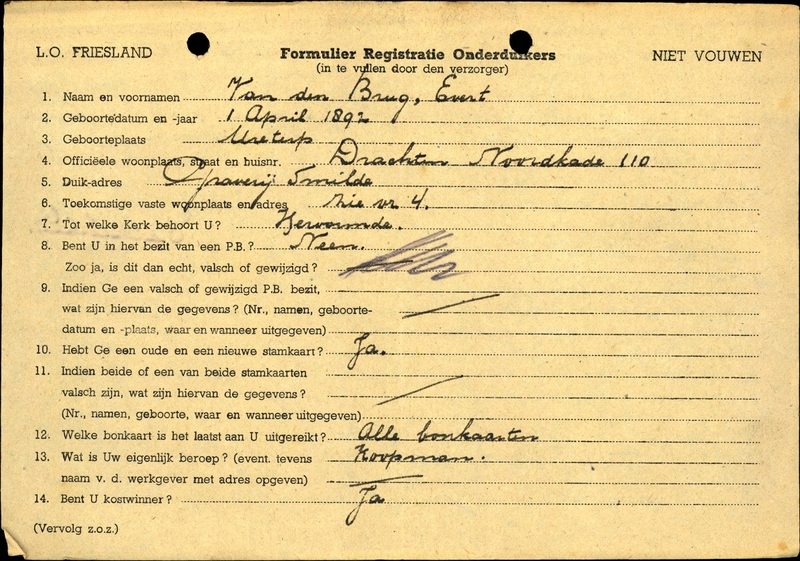 L.O. FRIESLAND Formulier Registratie Onderduikers NIET VOUWEN
(in te vullen door den verzorger)
1. Naam en voornamen Van den Brug, Evert
2. Geboortedatum en -jaar 1 April 1892
3. Geboorteplaats Ureterp
4. Officiëele woonplaats, straat en huisnr. Drachten Noordkade 110
5. Duik-adres Graverij Smilde
6. Toekomstige vaste woonplaats en adres zie vr 4.
7. Tot welke Kerk behoort U? Hervormde.
8. Bent U in het bezit van een P.B.? Neen.
Zoo ja, is dit dan echt, valsch of gewijzigd?
9. Indien Ge een valsch of gewijzigd P.B. bezit,
wat zijn hiervan de gegevens? (Nr., namen, geboorte-
datum en -plaats, waar en wanneer uitgegeven)
10. Hebt Ge een oude en een nieuwe stamkaart? Ja.
11. Indien beide of een van beide stamkaarten
valsch zijn, wat zijn hiervan de gegevens?
(Nr., namen, geboorte, waar en wanneer uitgegeven)
12. Welke bonkaart is het laatst aan U uitgereikt? Alle bonkaarten
13. Wat is Uw eigenlijk beroep? (event. tevens Koopman.
naam v. d. werkgever met adres opgeven)
14. Bent U kostwinner? Ja
(Vervolg z.o.z.)